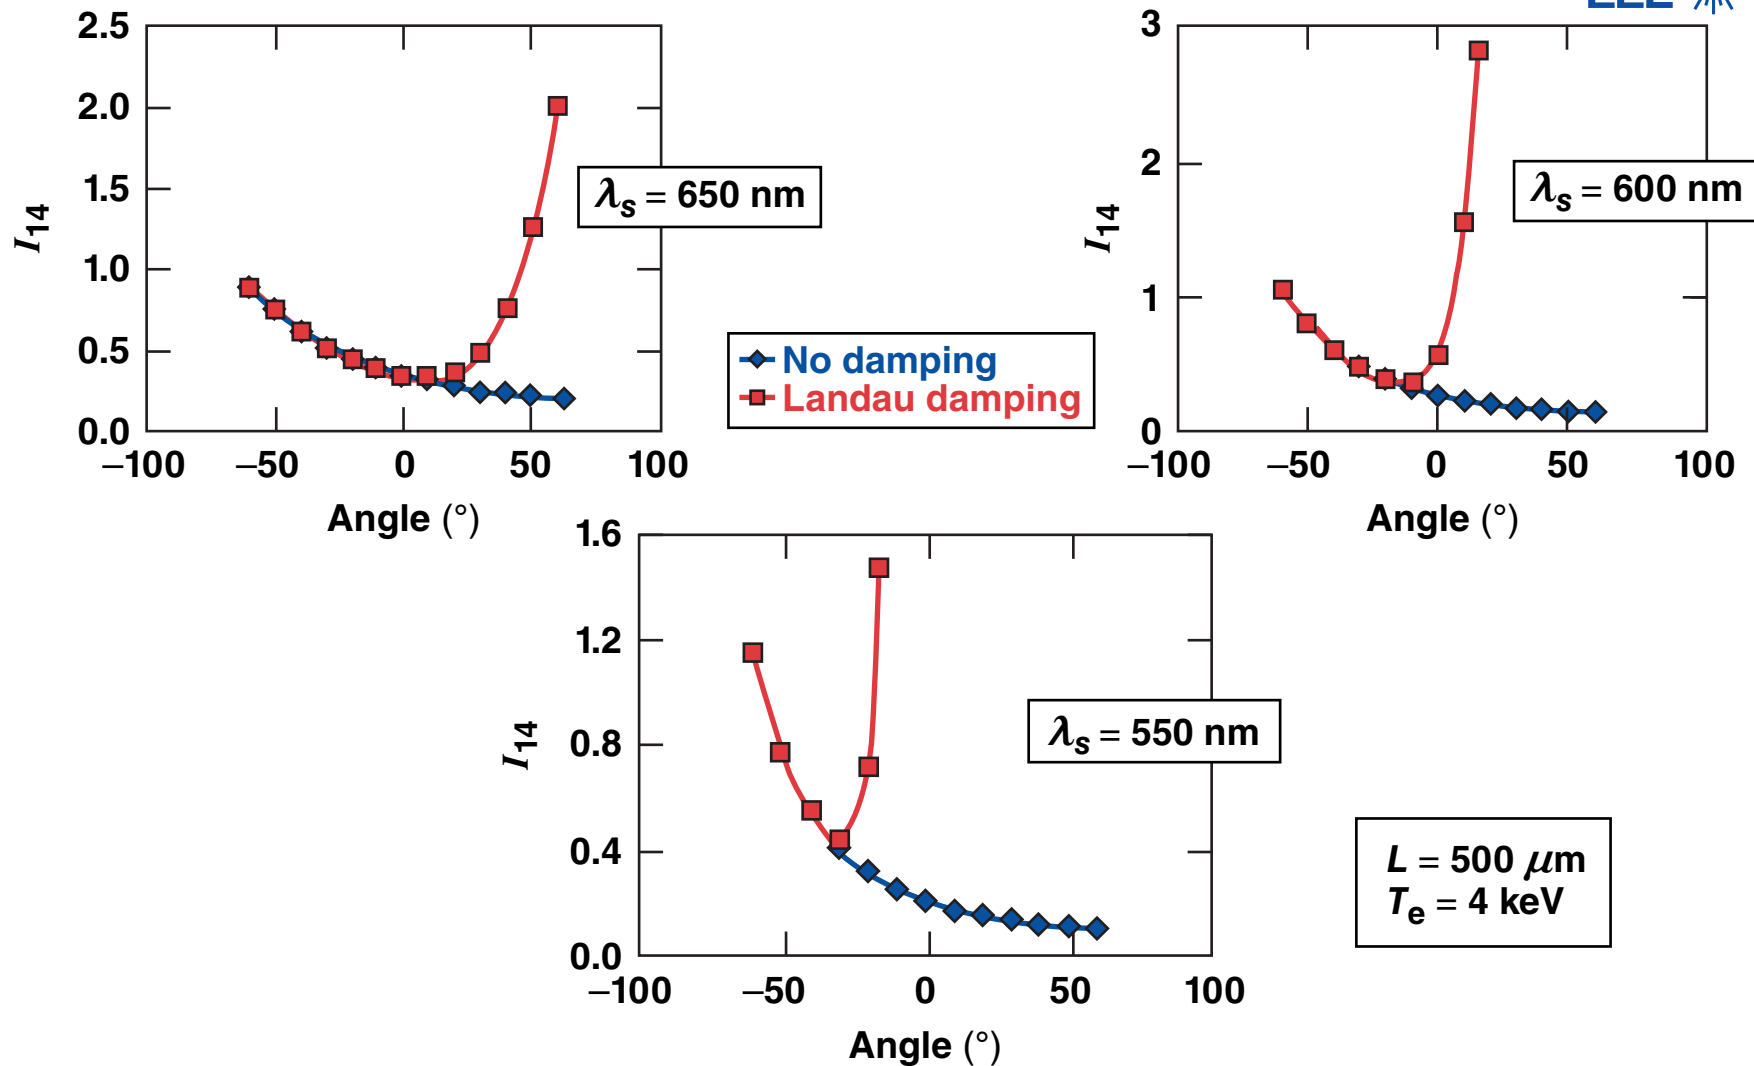 LLE
2.5
2.0
1.5
1.0
0.5
0.0
I14
–100 –50 0 50 100
Angle (°)
λs = 650 nm
3
2
1
0
I14
–100 –50 0 50 100
Angle (°)
λs = 600 nm
No damping
Landau damping
1.6
1.2
0.8
0.4
0.0
I14
–100 –50 0 50 100
Angle (°)
λs = 550 nm
L = 500 μm
Te = 4 keV